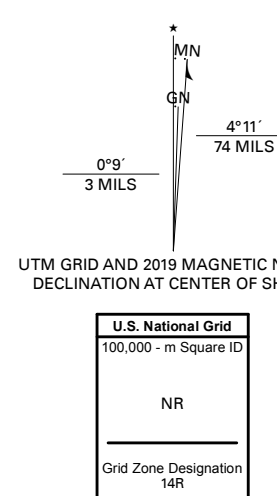 ★
MN
GN
4°11´
74 MILS
0°9´
3 MILS
UTM GRID AND 2019 MAGNETIC N
DECLINATION AT CENTER OF SH
U.S. National Grid
100,000 - m Square ID
NR
Grid Zone Designation
14R